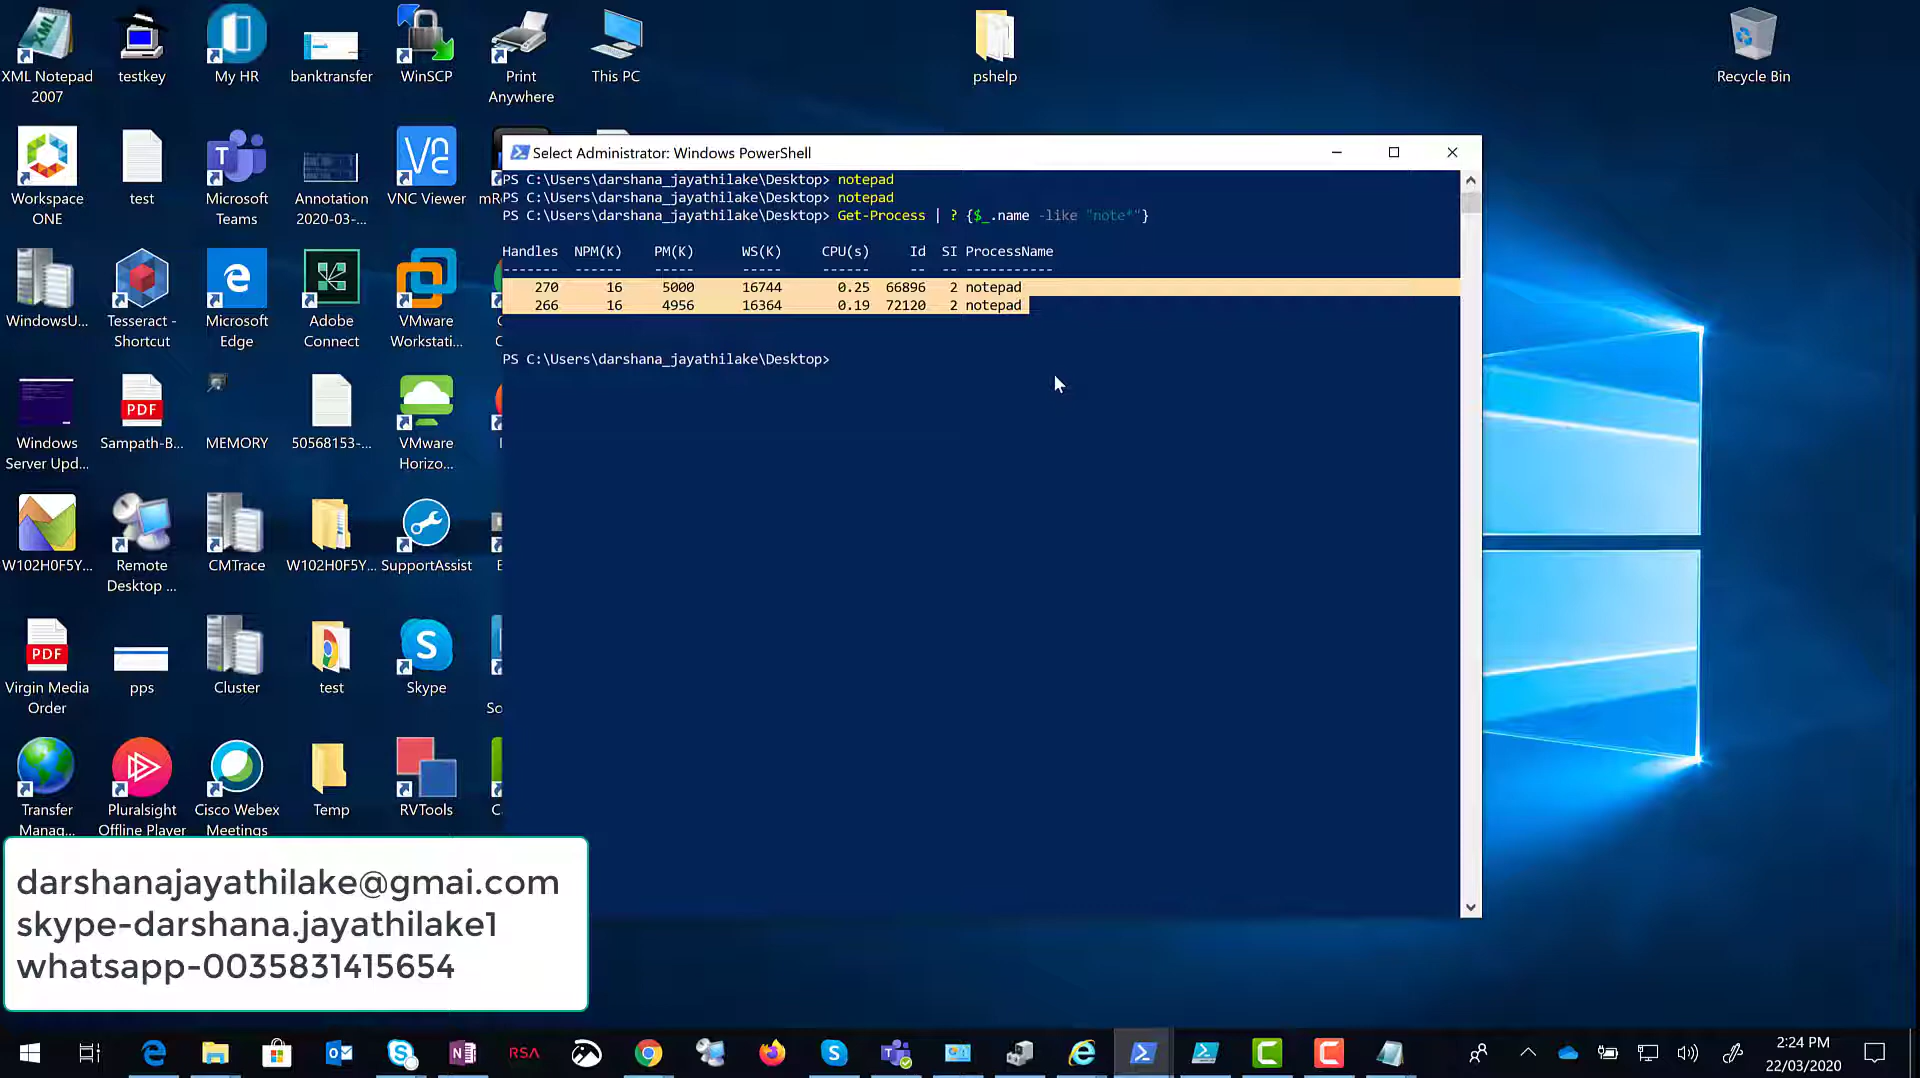 XML Notepad 2007
testkey
My HR
banktransfer
WinSCP
Print Anywhere
This PC
pshelp
Recycle Bin
Workspace ONE
test
Microsoft Teams
Annotation 2020-03-...
VNC Viewer
mR
Select Administrator: Windows PowerShell
PS C:\Users\darshana_jayathilake\Desktop> notepad
PS C:\Users\darshana_jayathilake\Desktop> notepad
PS C:\Users\darshana_jayathilake\Desktop> Get-Process | ? {$_.name -like "note*"}
Handles NPM(K) PM(K) WS(K) CPU(s) Id SI ProcessName
------- ------ ----- ----- ------ -- -- -----------
270 16 5000 16744 0.25 66896 2 notepad
266 16 4956 16364 0.19 72120 2 notepad
PS C:\Users\darshana_jayathilake\Desktop>
WindowsU...
Tesseract - Shortcut
Microsoft Edge
Adobe Connect
VMware Workstati...
Windows Server Upd...
PDF
Sampath-B...
MEMORY
50568153-...
VMware Horizo...
W102H0F5Y...
Remote Desktop ...
CMTrace
W102H0F5Y...
SupportAssist
PDF
Virgin Media Order
pps
Cluster
test
Skype
Sc
Transfer Manag...
Pluralsight Offline Player
Cisco Webex Meetings
Temp
RVTools
darshanajayathilake@gmai.com
skype-darshana.jayathilake1
whatsapp-0035831415654
RSA
2:24 PM
22/03/2020